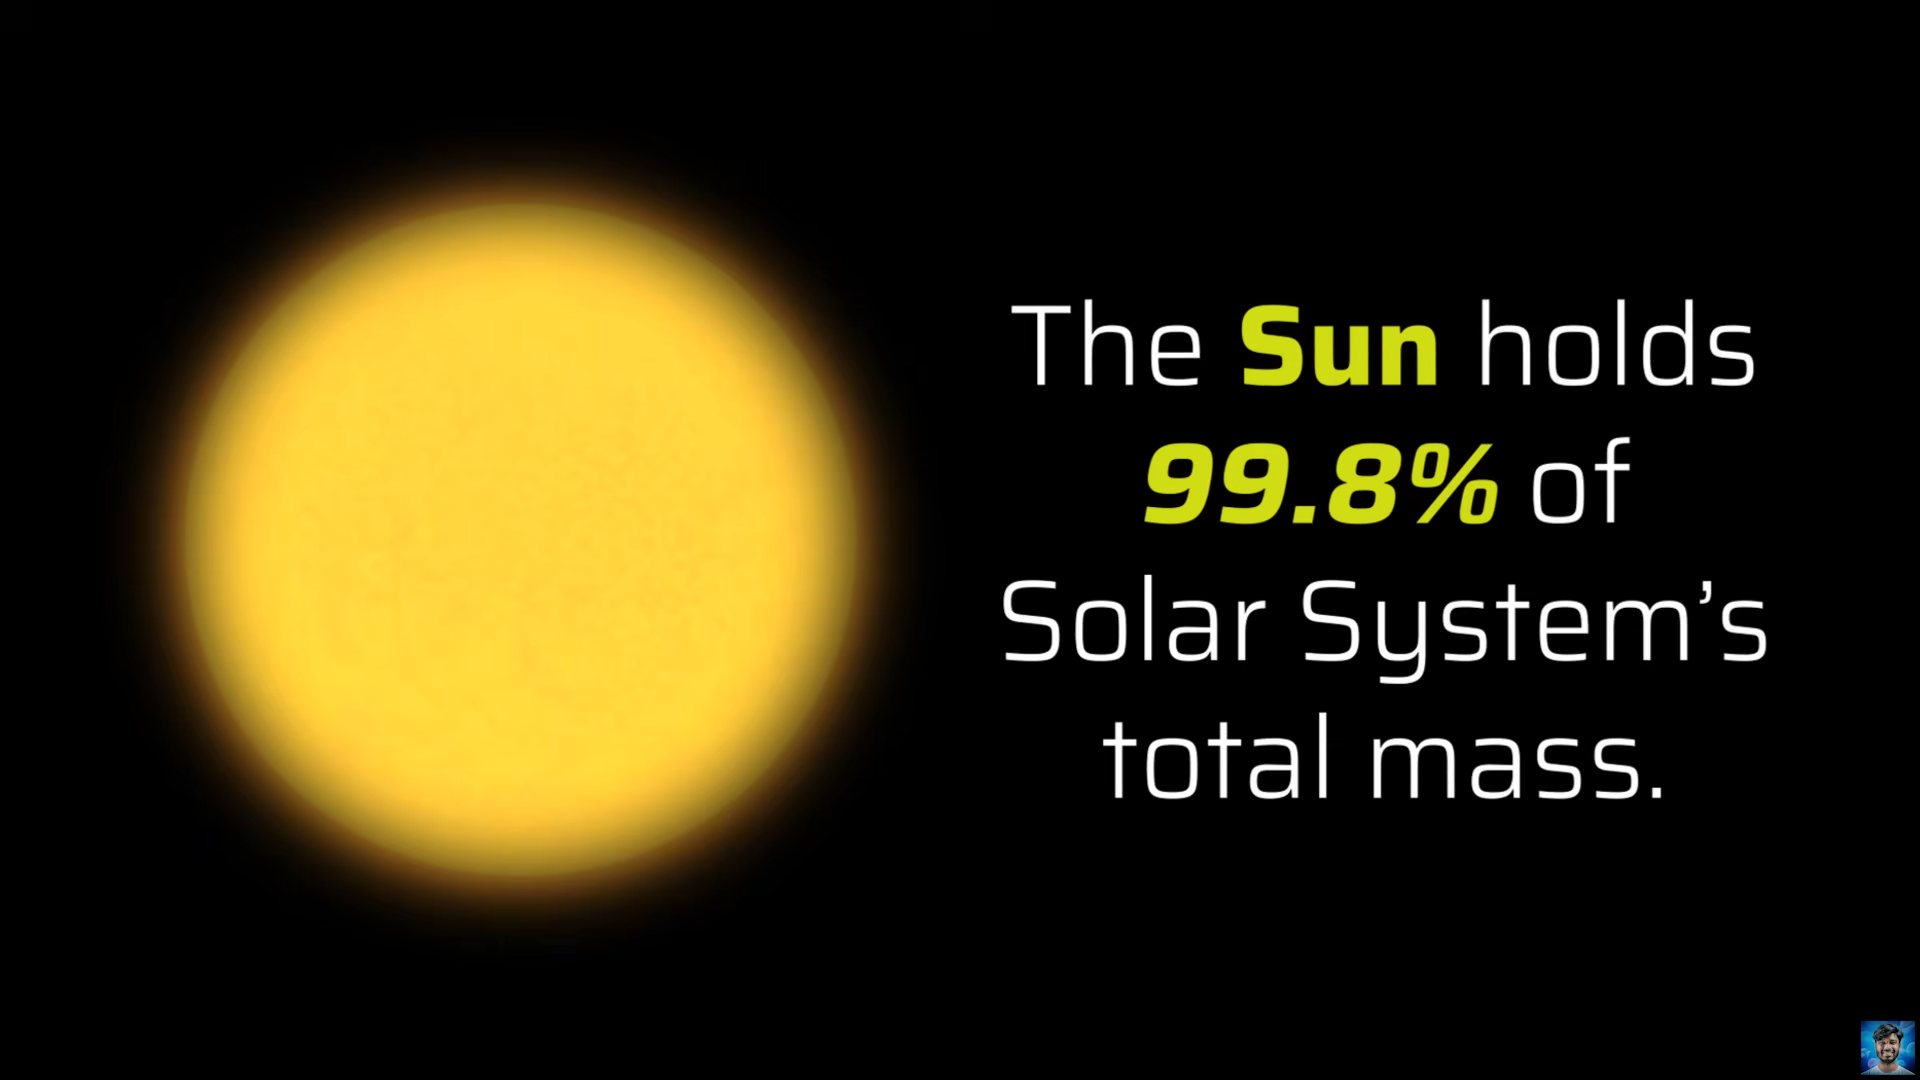 The Sun holds
99.8% of
Solar System’s
total mass.